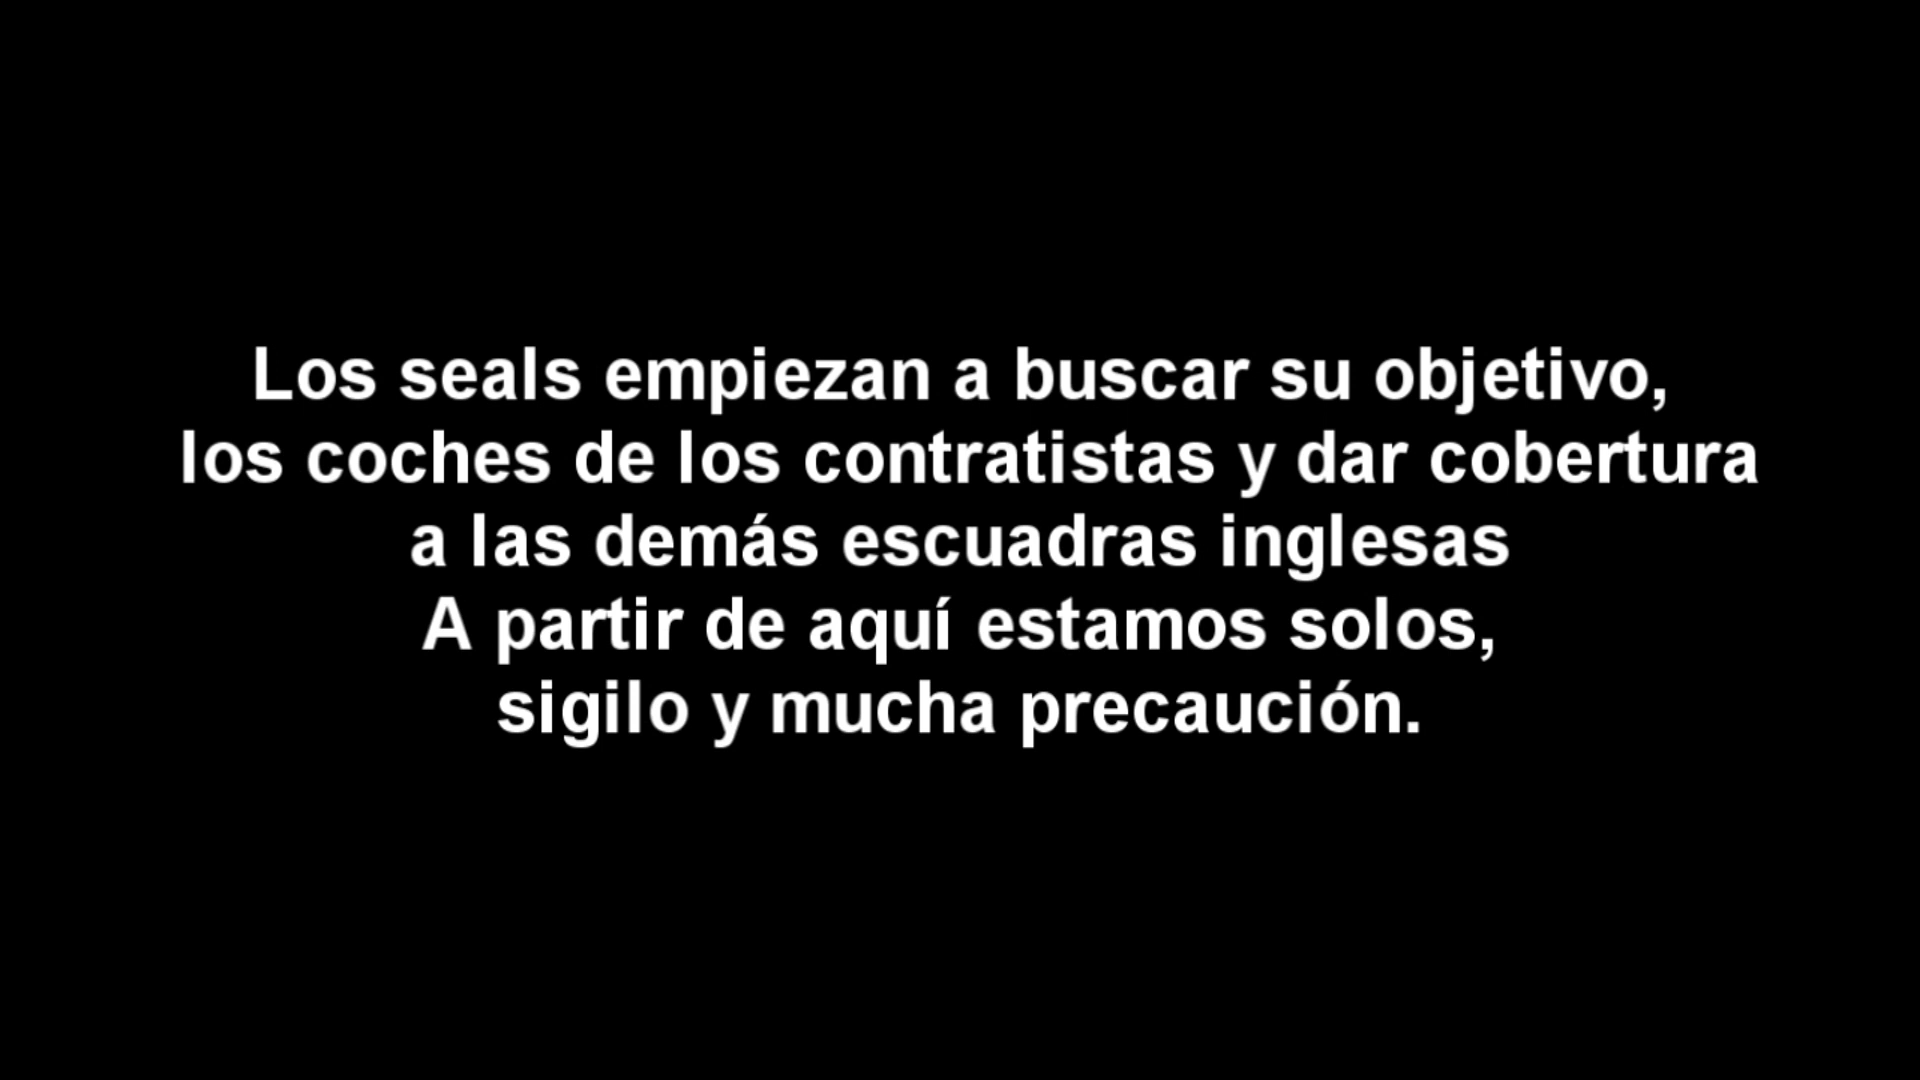 Los seals empiezan a buscar su objetivo,
los coches de los contratistas y dar cobertura
a las demás escuadras inglesas
A partir de aquí estamos solos,
sigilo y mucha precaución.